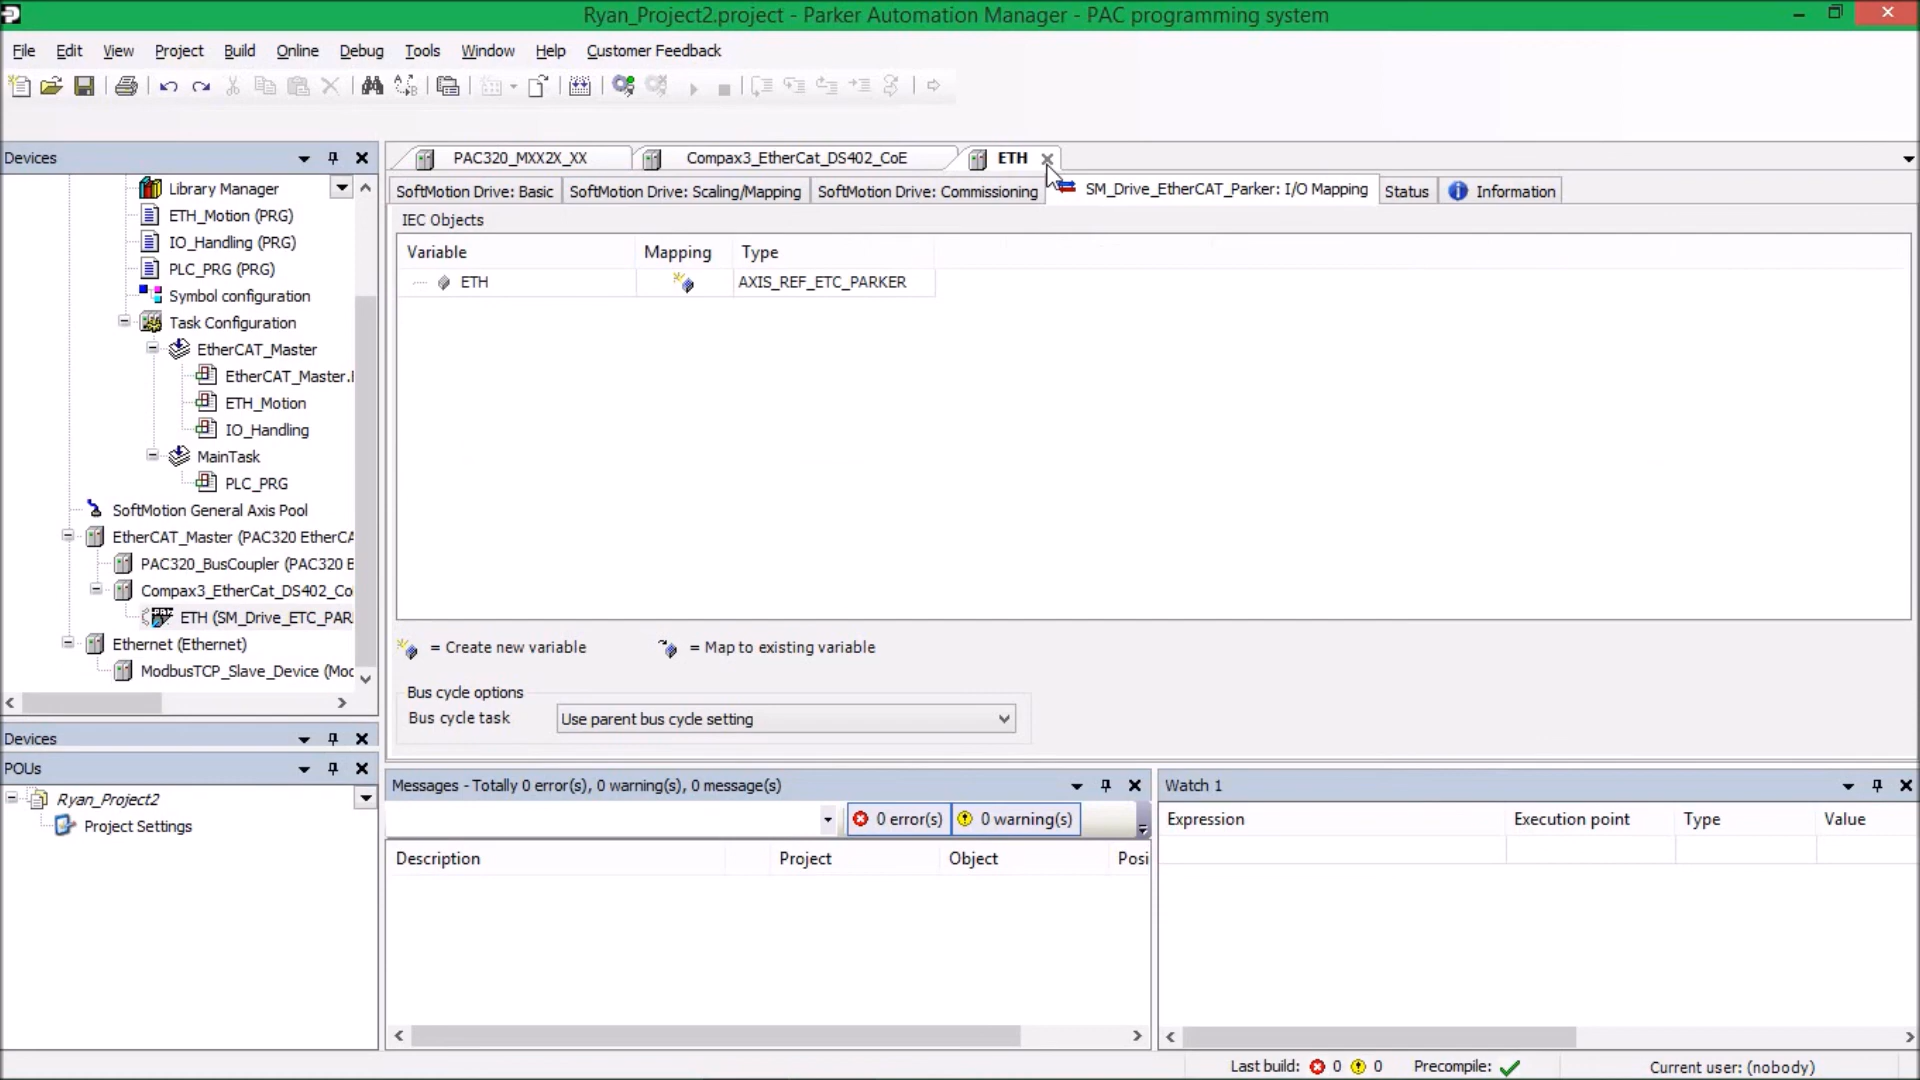 Ryan_Project2.project - Parker Automation Manager - PAC programming system
File Edit View Project Build Online Debug Tools Window Help Customer Feedback
Devices
Library Manager
ETH_Motion (PRG)
IO_Handling (PRG)
PLC_PRG (PRG)
Symbol configuration
Task Configuration
EtherCAT_Master
EtherCAT_Master.
ETH_Motion
IO_Handling
MainTask
PLC_PRG
SoftMotion General Axis Pool
EtherCAT_Master (PAC320 EtherCA
PAC320_BusCoupler (PAC320 B
Compax3_EtherCat_DS402_Co
ETH (SM_Drive_ETC_PAR
Ethernet (Ethernet)
ModbusTCP_Slave_Device (Moc
Devices
POUs
Ryan_Project2
Project Settings
PAC320_MXX2X_XX Compax3_EtherCat_DS402_CoE ETH
SoftMotion Drive: Basic SoftMotion Drive: Scaling/Mapping SoftMotion Drive: Commissioning SM_Drive_EtherCAT_Parker: I/O Mapping Status Information
IEC Objects
Variable Mapping Type
ETH AXIS_REF_ETC_PARKER
= Create new variable = Map to existing variable
Bus cycle options
Bus cycle task Use parent bus cycle setting
Messages - Totally 0 error(s), 0 warning(s), 0 message(s)
0 error(s) 0 warning(s)
Description Project Object Posi
Watch 1
Expression Execution point Type Value
Last build: 0 0 Precompile: Current user: (nobody)